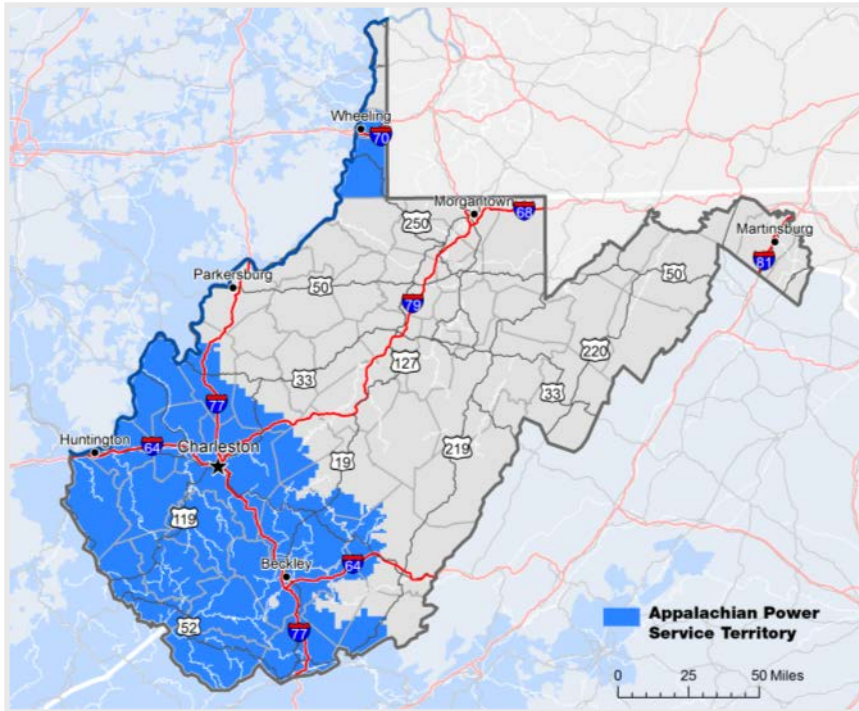 Wheeling
70
Morgantown
68
250
Martinsburg
81
Parkersburg
50
50
79
220
127
33
33
77
Huntington
64
Charleston
219
19
119
Beckley
64
52
77
Appalachian Power
Service Territory
0 25 50 Miles